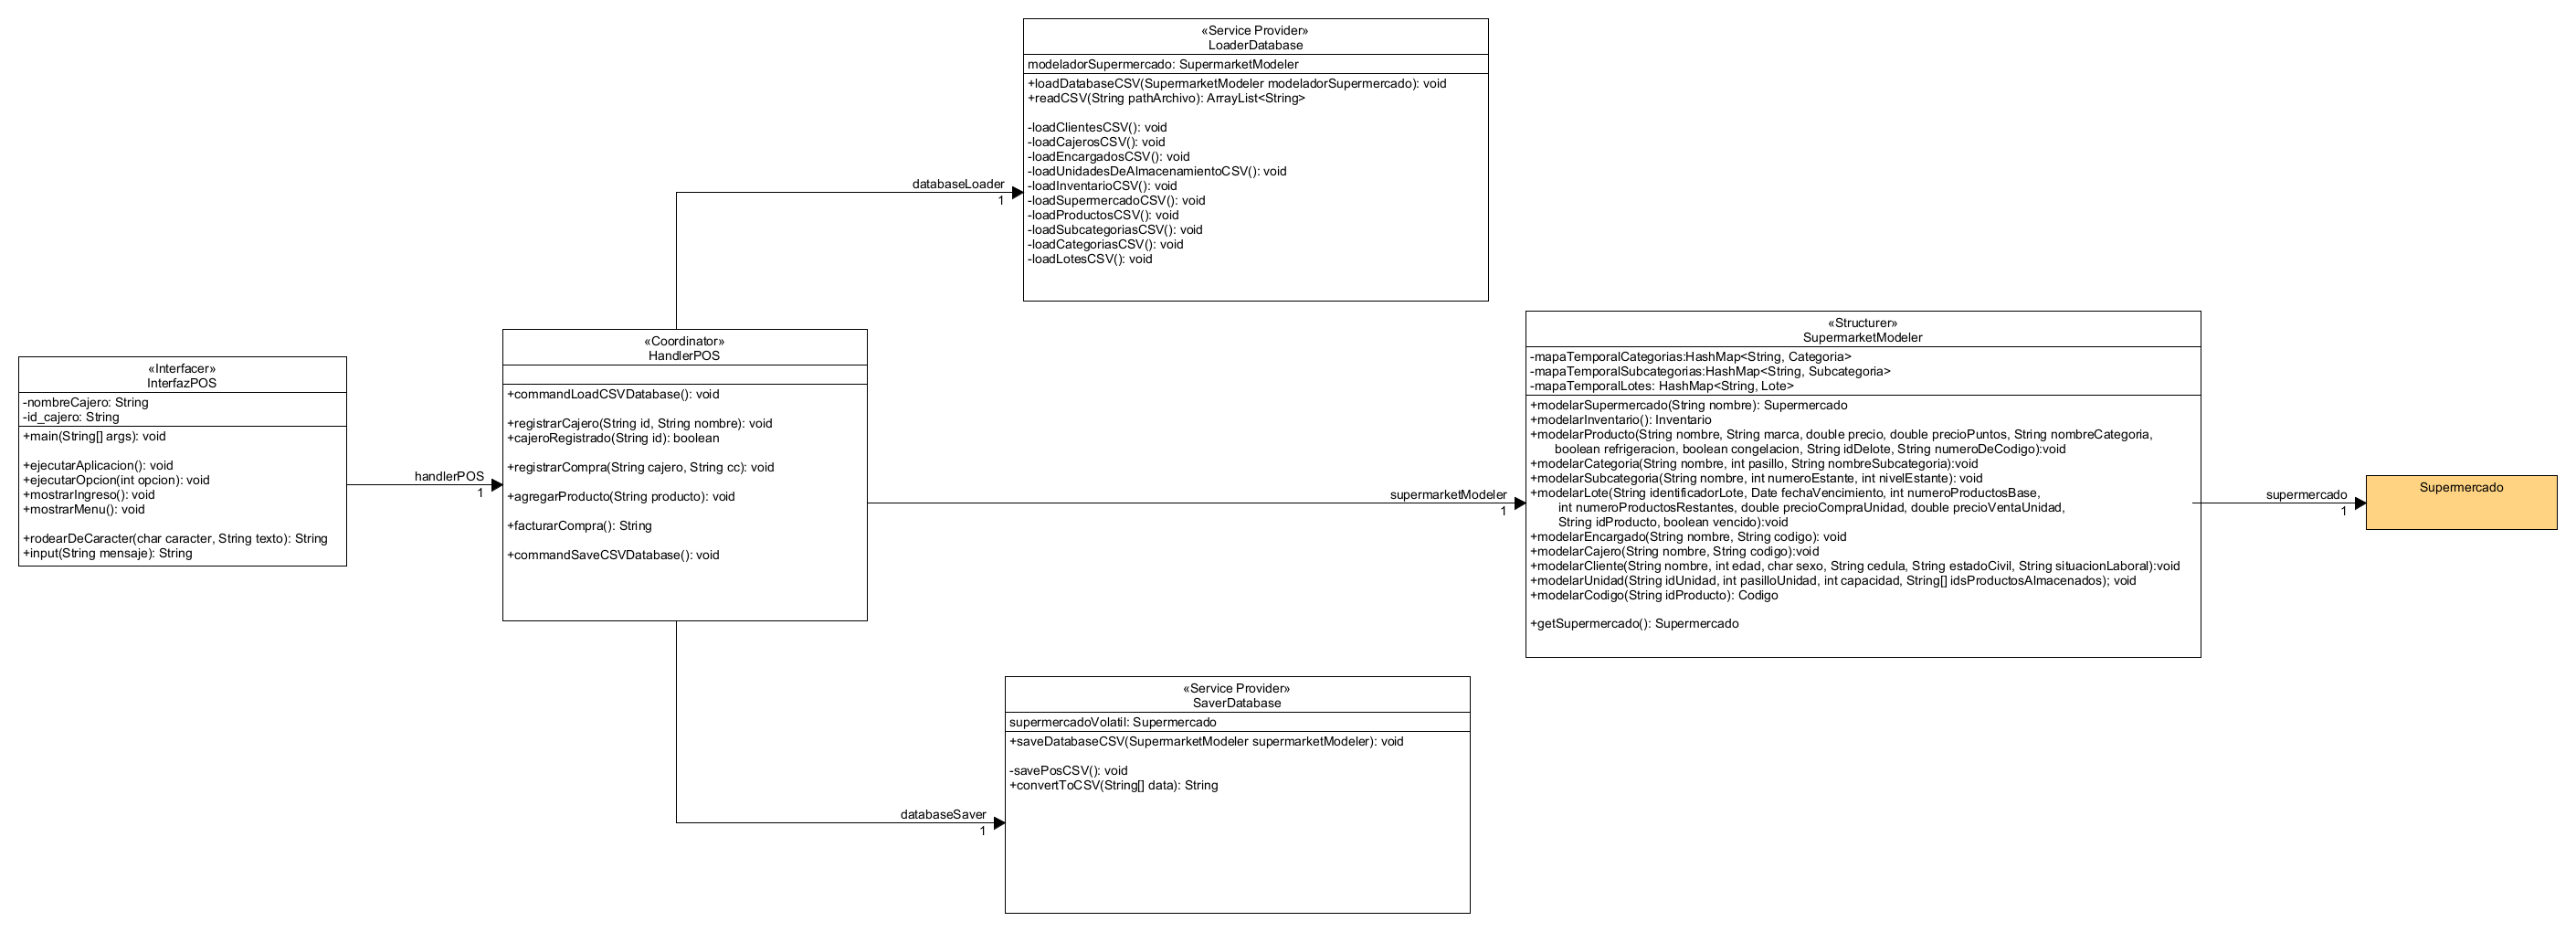 «Service Provider»
LoaderDatabase
modeladorSupermercado: SupermarketModeler
+loadDatabaseCSV(SupermarketModeler modeladorSupermercado): void
+readCSV(String pathArchivo): ArrayList<String>
-loadClientesCSV(): void
-loadCajerosCSV(): void
-loadEncargadosCSV(): void
-loadUnidadesDeAlmacenamientoCSV(): void
-loadInventarioCSV(): void
-loadSupermercadoCSV(): void
-loadProductosCSV(): void
-loadSubcategoriasCSV(): void
-loadCategoriasCSV(): void
-loadLotesCSV(): void
databaseLoader
1
«Interfacer»
InterfazPOS
-nombreCajero: String
-id_cajero: String
+main(String[] args): void
+ejecutarAplicacion(): void
+ejecutarOpcion(int opcion): void
+mostrarIngreso(): void
+mostrarMenu(): void
+rodearDeCaracter(char caracter, String texto): String
+input(String mensaje): String
handlerPOS
1
«Coordinator»
HandlerPOS
+commandLoadCSVDatabase(): void
+registrarCajero(String id, String nombre): void
+cajeroRegistrado(String id): boolean
+registrarCompra(String cajero, String cc): void
+agregarProducto(String producto): void
+facturarCompra(): String
+commandSaveCSVDatabase(): void
supermarketModeler
1
«Structurer»
SupermarketModeler
-mapaTemporalCategorias:HashMap<String, Categoria>
-mapaTemporalSubcategorias:HashMap<String, Subcategoria>
-mapaTemporalLotes: HashMap<String, Lote>
+modelarSupermercado(String nombre): Supermercado
+modelarInventario(): Inventario
+modelarProducto(String nombre, String marca, double precio, double precioPuntos, String nombreCategoria,
boolean refrigeracion, boolean congelacion, String idDelote, String numeroDeCodigo):void
+modelarCategoria(String nombre, int pasillo, String nombreSubcategoria):void
+modelarSubcategoria(String nombre, int numeroEstante, int nivelEstante): void
+modelarLote(String identificadorLote, Date fechaVencimiento, int numeroProductosBase,
int numeroProductosRestantes, double precioCompraUnidad, double precioVentaUnidad,
String idProducto, boolean vencido):void
+modelarEncargado(String nombre, String codigo): void
+modelarCajero(String nombre, String codigo):void
+modelarCliente(String nombre, int edad, char sexo, String cedula, String estadoCivil, String situacionLaboral):void
+modelarUnidad(String idUnidad, int pasilloUnidad, int capacidad, String[] idsProductosAlmacenados); void
+modelarCodigo(String idProducto): Codigo
+getSupermercado(): Supermercado
supermercado
1
Supermercado
«Service Provider»
SaverDatabase
supermercadoVolatil: Supermercado
+saveDatabaseCSV(SupermarketModeler supermarketModeler): void
-savePosCSV(): void
+convertToCSV(String[] data): String
databaseSaver
1